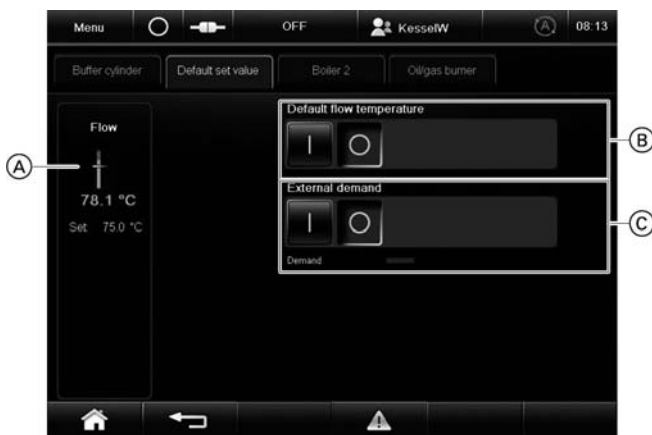 Menu OFF KesselW A 08:13
Buffer cylinder Default set value Boiler 2 Oil/gas burner
Default flow temperature
Flow
I O
B
A
78.1 °C
External demand
Set 75.0 °C
I O
C
Demand